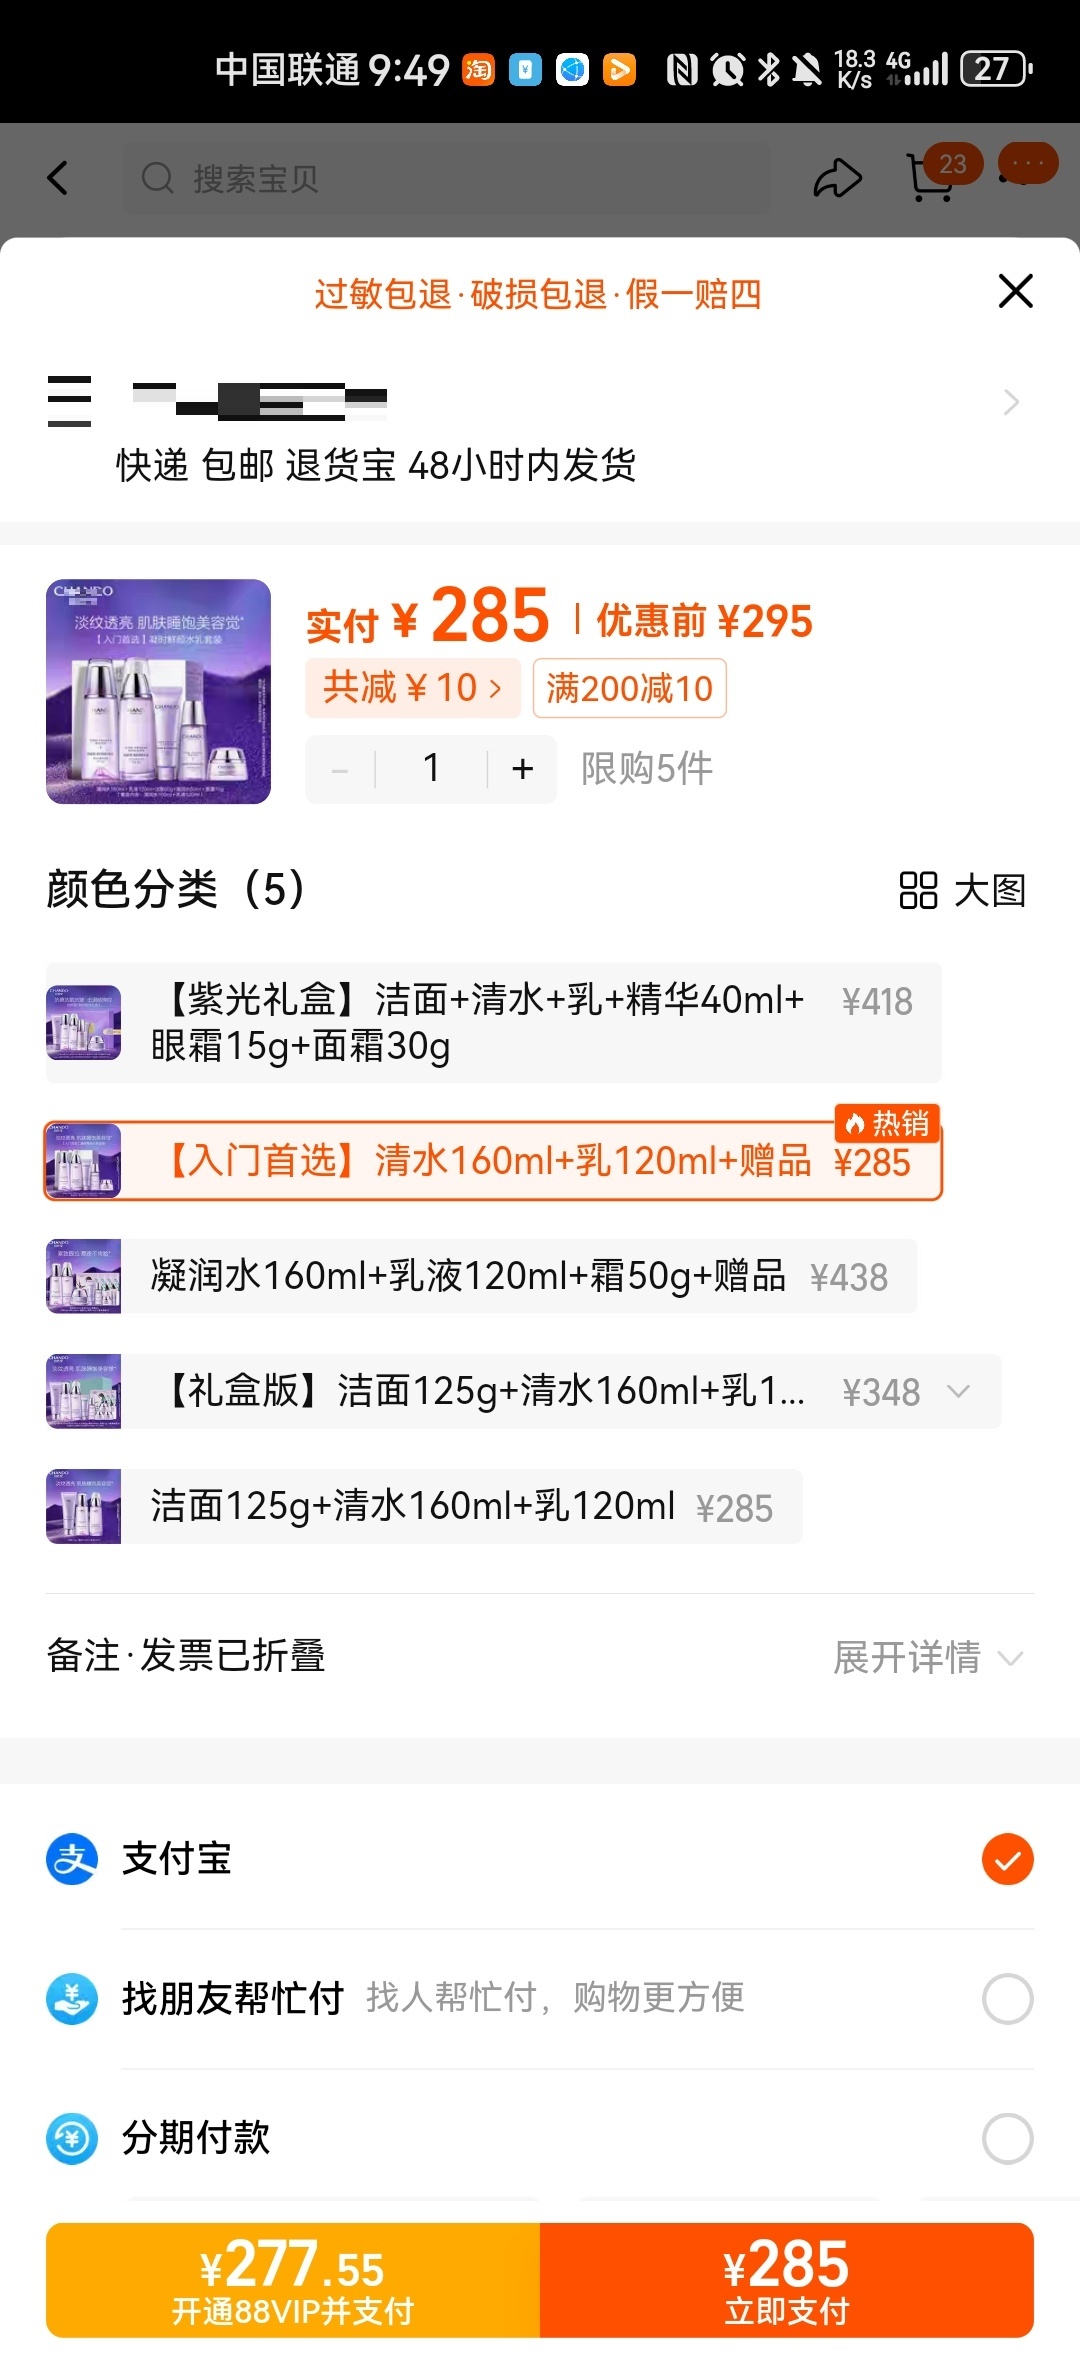 中国联通 9:49 18.3 K/s 4G 27
搜索宝贝
23
过敏包退·破损包退·假一赔四
快递 包邮 退货宝 48小时内发货
淡纹透亮 肌肤睡饱美容觉
【入门首选】凝时鲜颜水乳套装
实付 ¥ 285 | 优惠前 ¥295
共减 ¥ 10 > 满200减10
- 1 + 限购5件
颜色分类（5） 大图
【紫光礼盒】洁面+清水+乳+精华40ml+ ¥418
眼霜15g+面霜30g
热销
【入门首选】清水160ml+乳120ml+赠品 ¥285
凝润水160ml+乳液120ml+霜50g+赠品 ¥438
【礼盒版】洁面125g+清水160ml+乳1... ¥348
洁面125g+清水160ml+乳120ml ¥285
备注·发票已折叠 展开详情
支付宝
找朋友帮忙付 找人帮忙付，购物更方便
分期付款
¥277.55 ¥285
开通88VIP并支付 立即支付